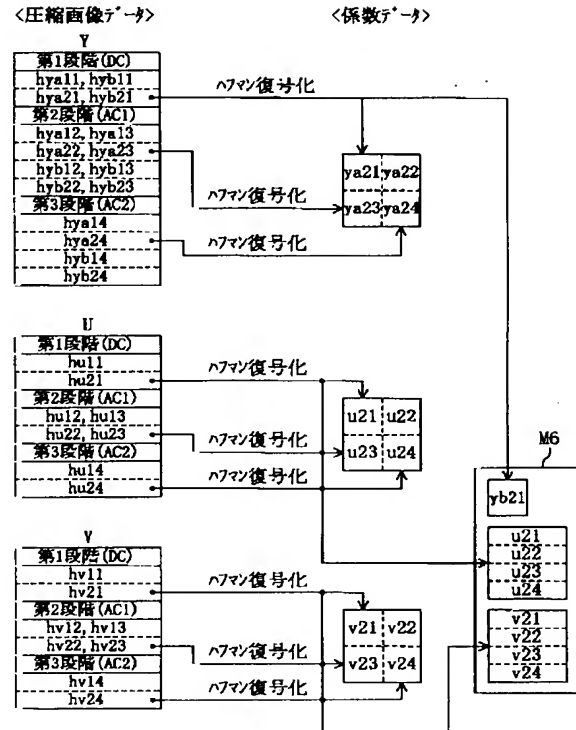 <圧縮画像ﾃﾞｰﾀ>
<係数ﾃﾞｰﾀ>
Y
第1段階(DC)
hya11, hyb11
hya21, hyb21
第2段階(AC1)
hya12, hya13
hya22, hya23
hyb12, hyb13
hyb22, hyb23
第3段階(AC2)
hya14
hya24
hyb14
hyb24
ﾊﾌﾏﾝ復号化
ﾊﾌﾏﾝ復号化
ﾊﾌﾏﾝ復号化
ya21 ya22
ya23 ya24
U
第1段階(DC)
hu11
hu21
第2段階(AC1)
hu12, hu13
hu22, hu23
第3段階(AC2)
hu14
hu24
ﾊﾌﾏﾝ復号化
ﾊﾌﾏﾝ復号化
ﾊﾌﾏﾝ復号化
u21 u22
u23 u24
V
第1段階(DC)
hv11
hv21
第2段階(AC1)
hv12, hv13
hv22, hv23
第3段階(AC2)
hv14
hv24
ﾊﾌﾏﾝ復号化
ﾊﾌﾏﾝ復号化
ﾊﾌﾏﾝ復号化
v21 v22
v23 v24
M6
yb21
u21
u22
u23
u24
v21
v22
v23
v24